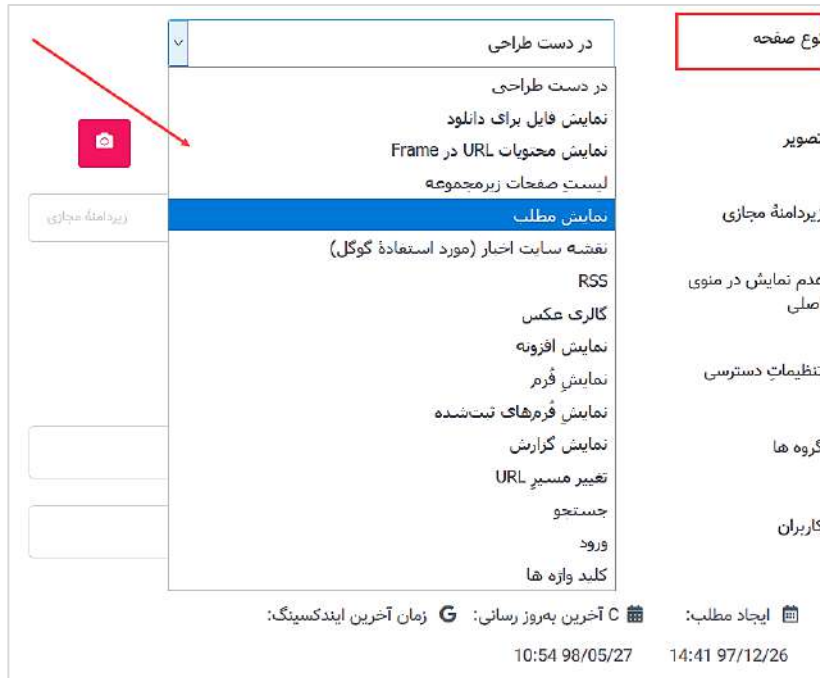 نوع صفحه
در دست طراحی
در دست طراحی
نمایش فایل برای دانلود
نمایش محتویات URL در Frame
لیستِ صفحات زیرمجموعه
نمایش مطلب
نقشه سایت اخبار (مورد استفادهٔ گوگل)
RSS
گالری عکس
نمایش افزونه
نمایشِ فُرم
نمایشِ فُرم‌های ثبت‌شده
نمایش گزارش
تغییر مسیرِ URL
جستجو
ورود
کلید واژه ها
تصویر
زیردامنهٔ مجازی
زیردامنهٔ مجازی
عدم نمایش در منوی
اصلی
تنظیماتِ دسترسی
گروه ها
کاربران
ایجاد مطلب: C آخرین به‌روز رسانی: G زمان آخرین ایندکسینگ:
14:41 97/12/26 10:54 98/05/27